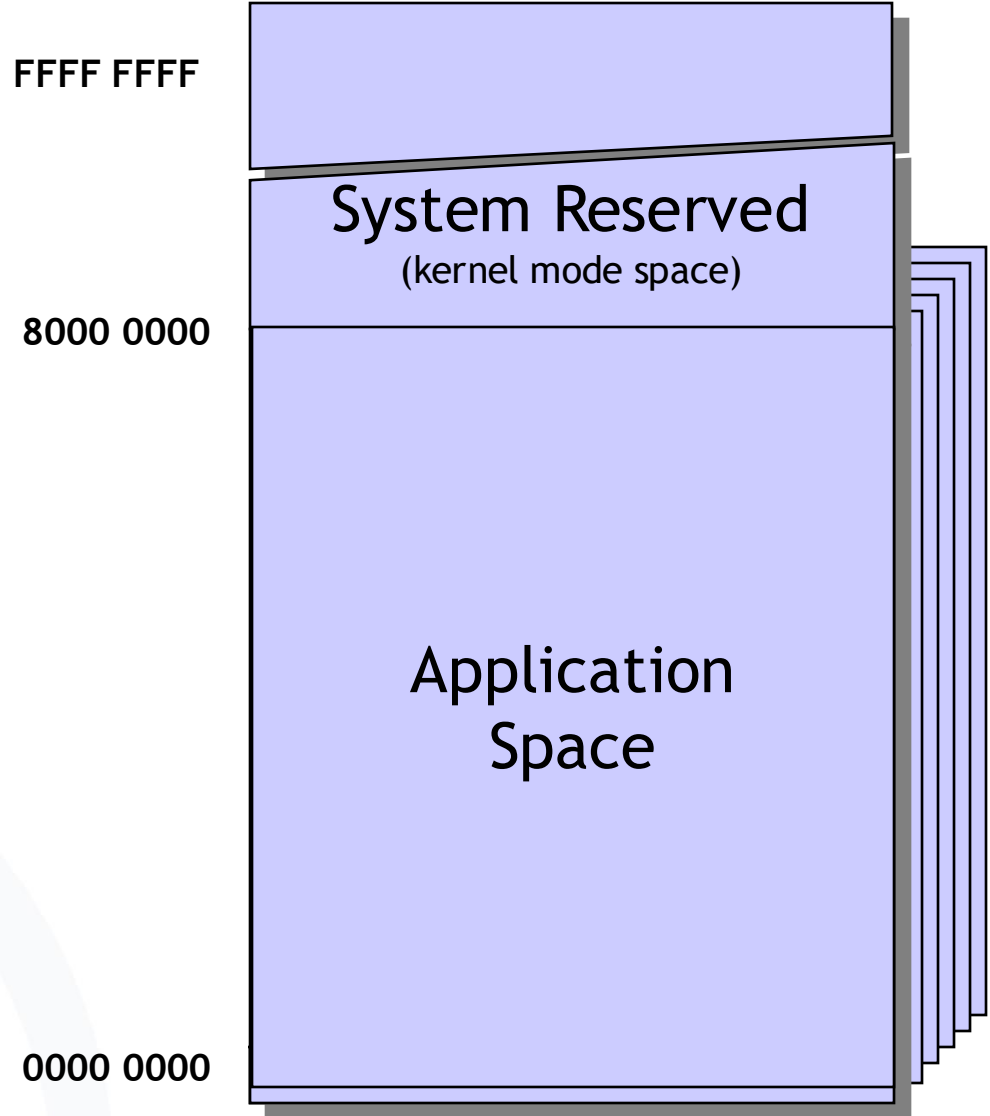 FFFF FFFF
System Reserved
(kernel mode space)
8000 0000
Application
Space
0000 0000